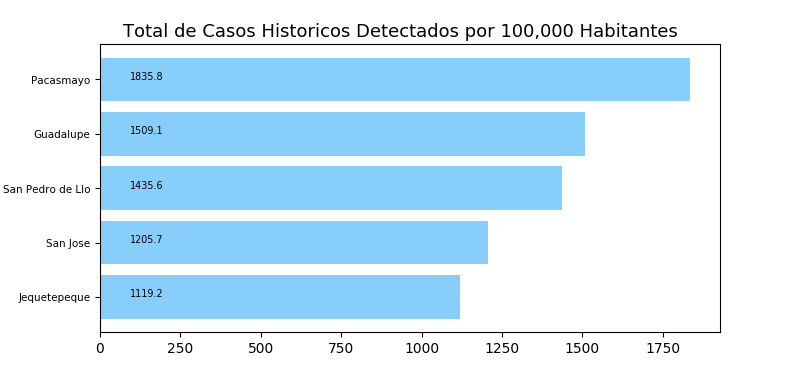 Total de Casos Historicos Detectados por 100,000 Habitantes
Pacasmayo 1835.8
Guadalupe 1509.1
San Pedro de Llo 1435.6
San Jose 1205.7
Jequetepeque 1119.2
0 250 500 750 1000 1250 1500 1750